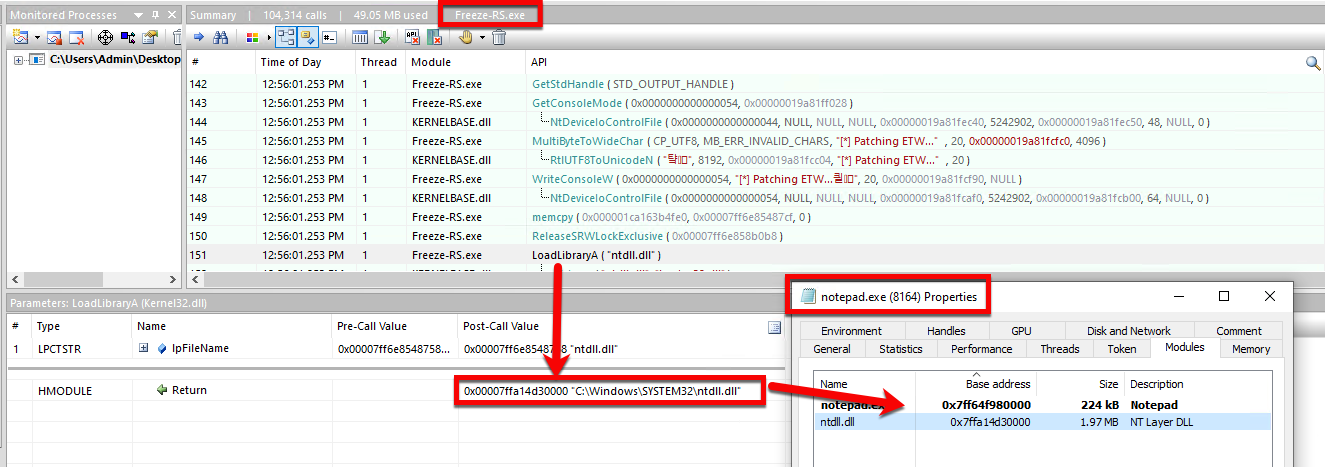 Monitored Processes
Summary | 104,314 calls | 49.05 MB used | Freeze-RS.exe
C:\Users\Admin\Desktop
# Time of Day Thread Module API
142 12:56:01.253 PM 1 Freeze-RS.exe GetStdHandle ( STD_OUTPUT_HANDLE )
143 12:56:01.253 PM 1 Freeze-RS.exe GetConsoleMode ( 0x0000000000000054, 0x00000019a81ff028 )
144 12:56:01.253 PM 1 KERNELBASE.dll NtDeviceIoControlFile ( 0x0000000000000044, NULL, NULL, NULL, 0x00000019a81fec40, 5242902, 0x00000019a81fec50, 48, NULL, 0 )
145 12:56:01.253 PM 1 Freeze-RS.exe MultiByteToWideChar ( CP_UTF8, MB_ERR_INVALID_CHARS, "[*] Patching ETW..." , 20, 0x00000019a81fcfc0, 4096 )
146 12:56:01.253 PM 1 KERNELBASE.dll RtlUTF8ToUnicodeN ( 8192, 0x00000019a81fcc04, "[*] Patching ETW..." , 20 )
147 12:56:01.253 PM 1 Freeze-RS.exe WriteConsoleW ( 0x0000000000000054, "[*] Patching ETW...", 20, 0x00000019a81fcf90, NULL )
148 12:56:01.253 PM 1 KERNELBASE.dll NtDeviceIoControlFile ( 0x0000000000000054, NULL, NULL, NULL, 0x00000019a81fcaf0, 5242902, 0x00000019a81fcb00, 64, NULL, 0 )
149 12:56:01.253 PM 1 Freeze-RS.exe memcpy ( 0x000001ca163b4fe0, 0x00007ff6e85487cf, 0 )
150 12:56:01.253 PM 1 Freeze-RS.exe ReleaseSRWLockExclusive ( 0x00007ff6e858b0b8 )
151 12:56:01.253 PM 1 Freeze-RS.exe LoadLibraryA ( "ntdll.dll" )
Parameters: LoadLibraryA (Kernel32.dll)
# Type Name Pre-Call Value Post-Call Value
1 LPCTSTR lpFileName 0x00007ff6e8548758... "ntdll.dll"
HMODULE Return 0x00007ffa14d30000 "C:\Windows\SYSTEM32\ntdll.dll"
notepad.exe (8164) Properties
Environment Handles GPU Disk and Network Comment
General Statistics Performance Threads Token Modules Memory
Name Base address Size Description
notepad.ex 0x7ff64f980000 224 kB Notepad
ntdll.dll 0x7ffa14d30000 1.97 MB NT Layer DLL